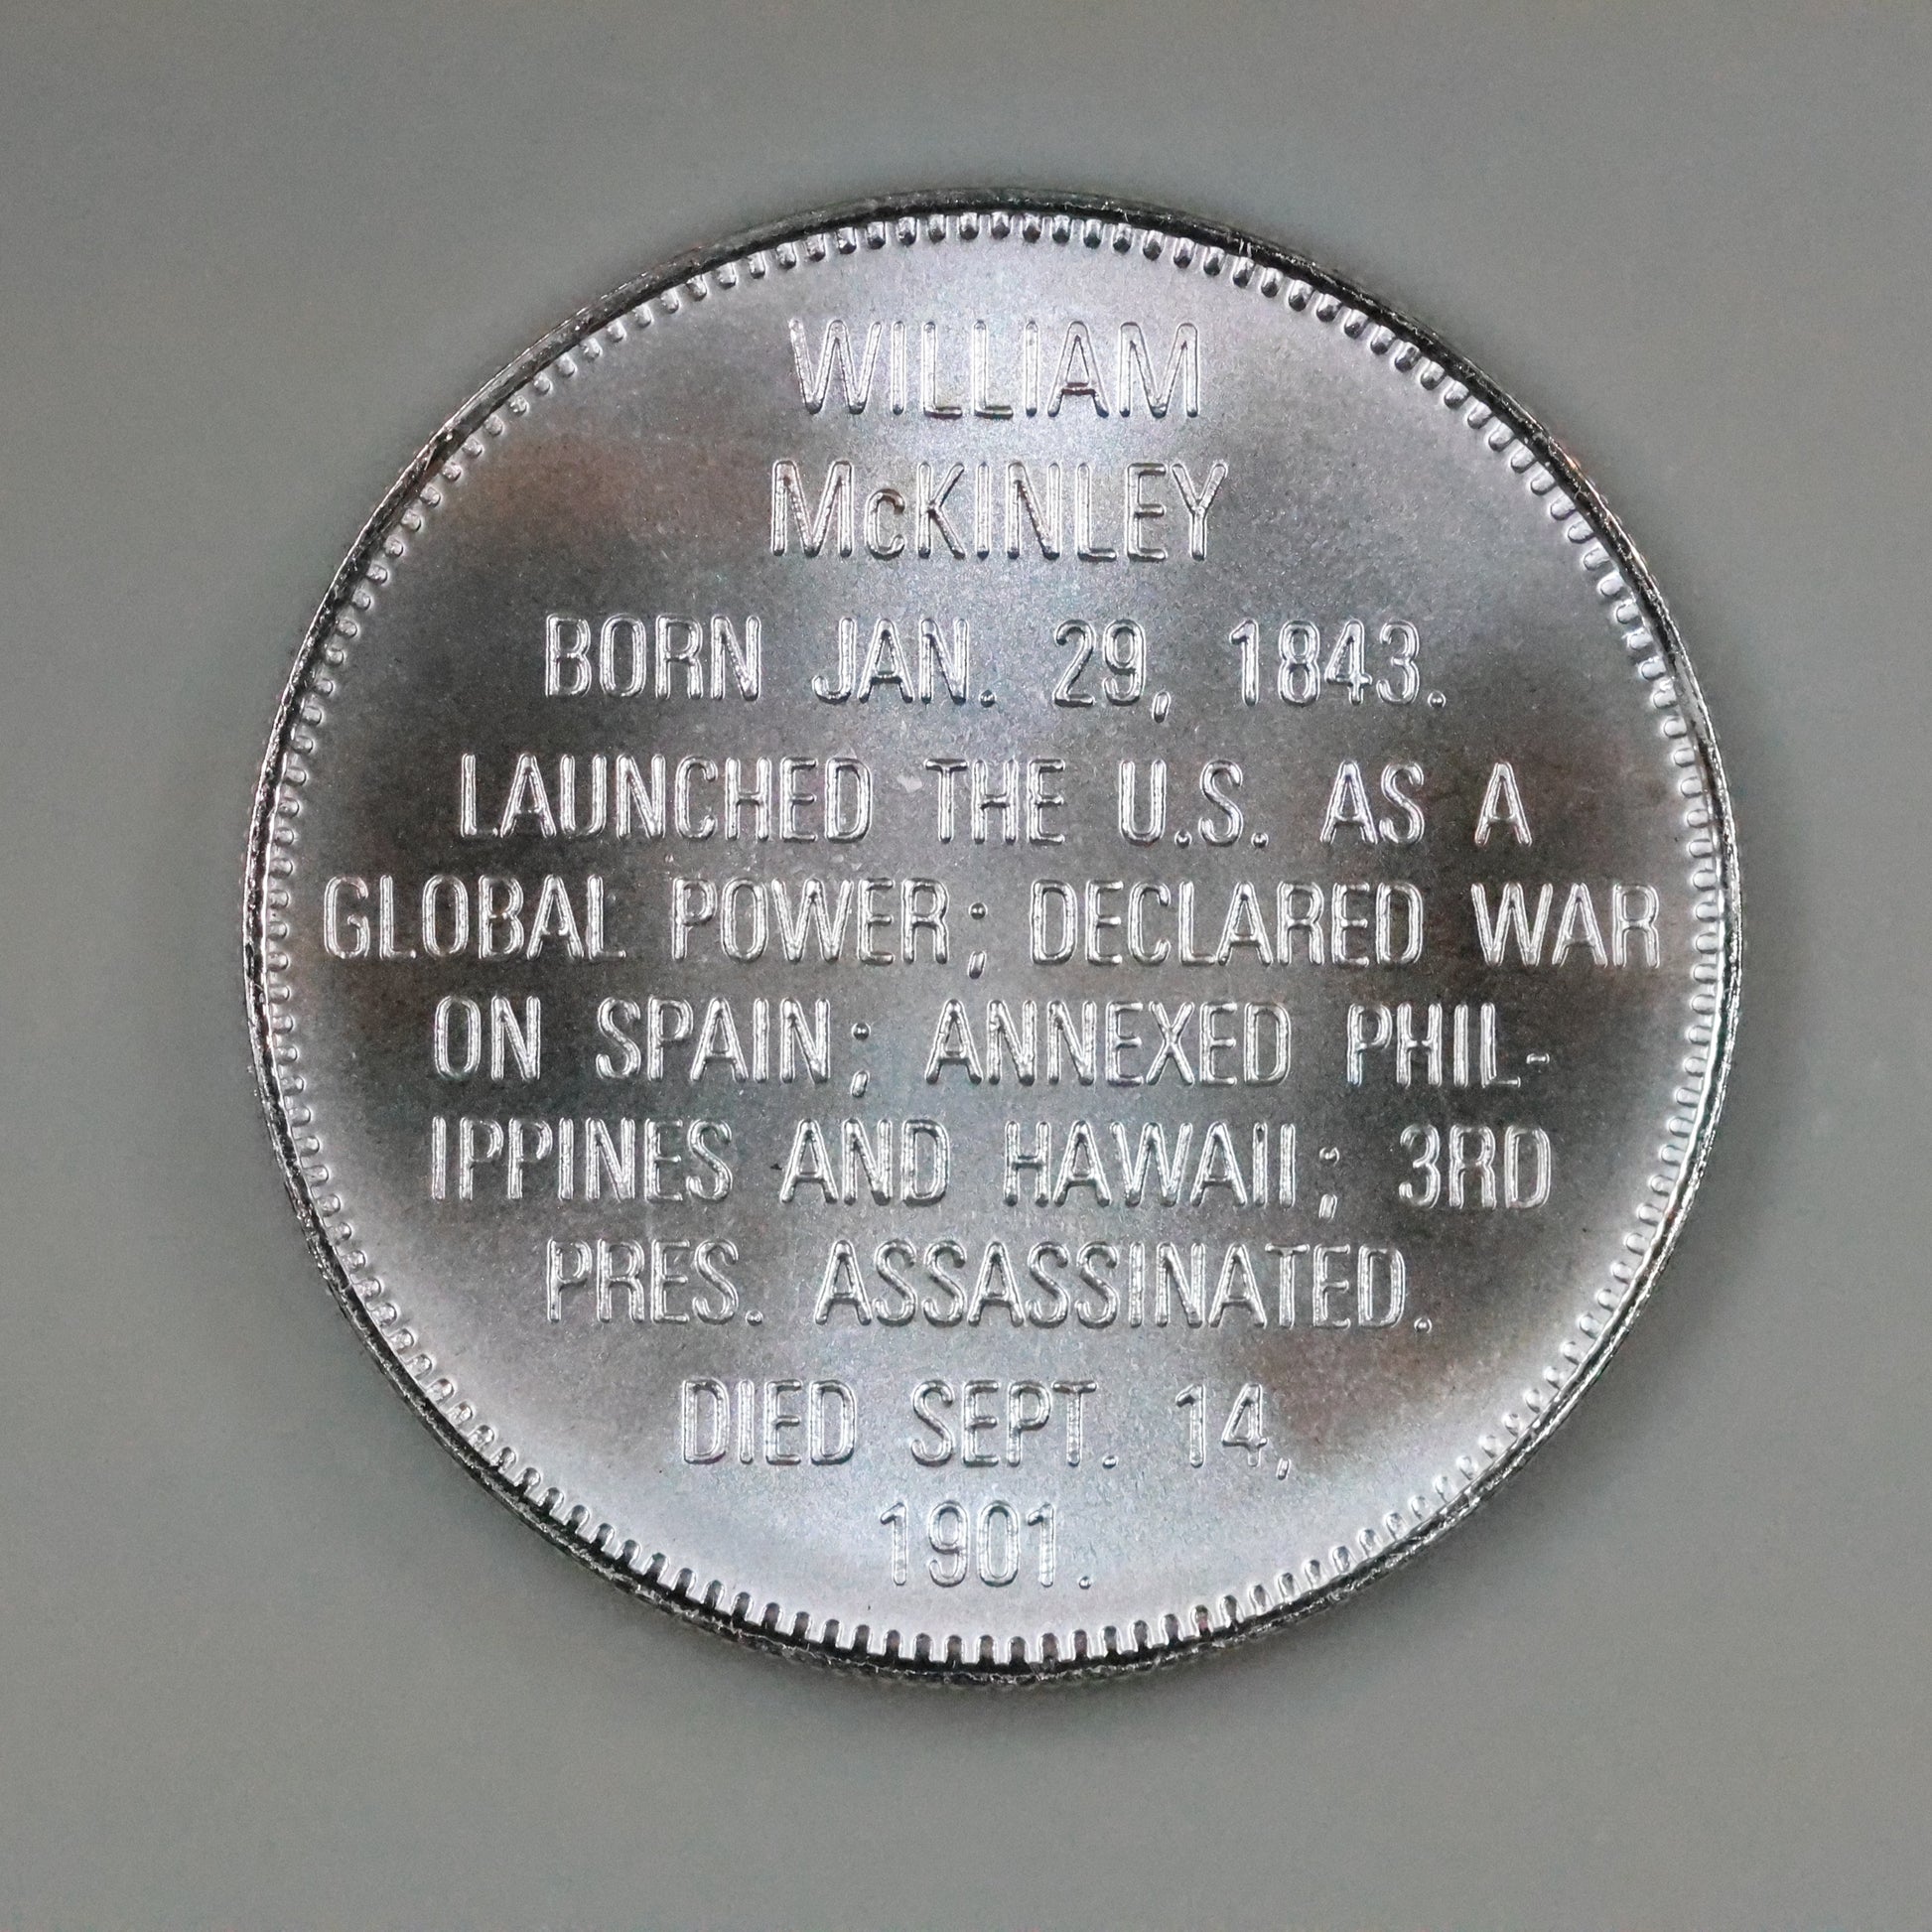 WILLIAM
McKINLEY
BORN JAN. 29, 1843.
LAUNCHED THE U.S. AS A
GLOBAL POWER; DECLARED WAR
ON SPAIN; ANNEXED PHIL-
IPPINES AND HAWAII; 3RD
PRES. ASSASSINATED.
DIED SEPT. 14,
1901.